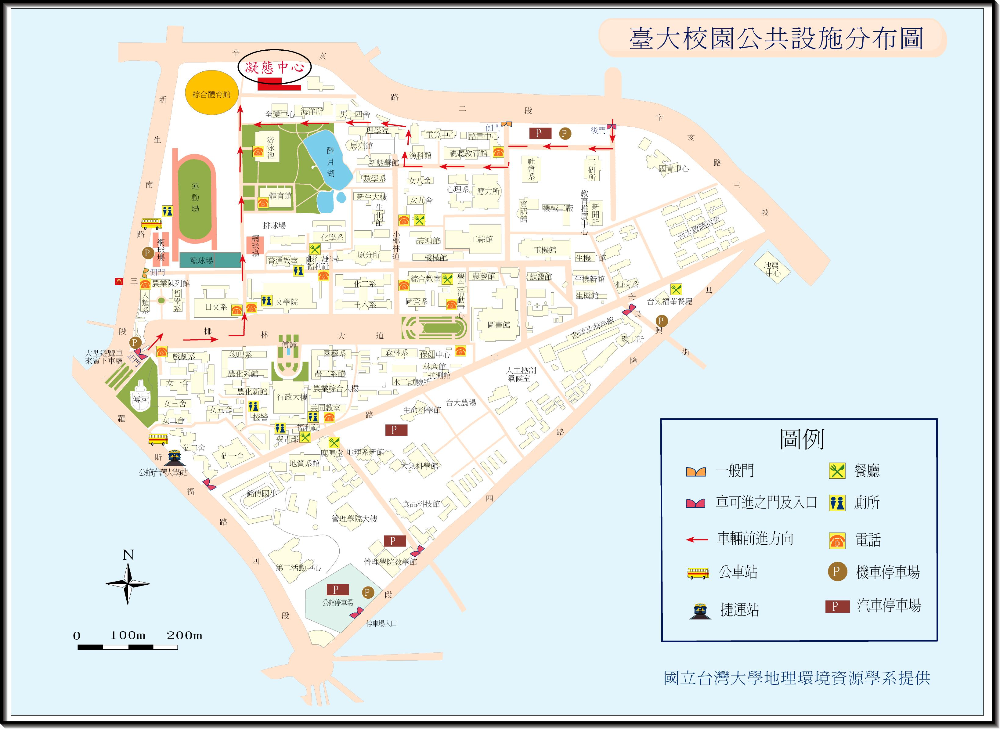 臺大校園公共設施分布圖
辛
亥
凝態中心
新
綜合體育館
路
二
段
辛
全變中心
海洋所
男十四舍
側門
P
P
後門
理學院
電算中心
語言中心
生
游泳池
醉月湖
思亮館
亥
漁科館
視聽教育館
新數學館
社會系
三研所
路
國青中心
南
運動場
數學系
女八舍
三
體育館
新生大樓
心理系
應力所
女九舍
生化館
資訊館
機械工廠
教育推廣中心
新聞所
段
路
排球場
化學系
小椰林道
志鴻館
工綜館
台大教職宿舍
網球場
網球場
P
原分所
電機館
籃球場
普通教室
銀行/郵局
福利社
機械館
生機二館
地震中心
側門
三
農業陳列館
化工系
綜合教室
學生活動中心
農藝館
獸醫館
生機新館
植病系
人類系
哲學系
日文系
文學院
土木系
圖資系
生機館
舟
台大福華餐廳
基
長
P
興
段
椰
林
大
道
圖書館
造洋及海洋館
環工所
P
傅鐘
街
大型遊覽車
來賓下車處
正門
戲劇系
物理系
園藝系
森林系
保健中心
山
隆
農化系館
農工系館
林產館
航測館
人工控制
氣候室
女一舍
水工試驗所
農化新館
農業綜合大樓
傅園
女三舍
行政大樓
台大農場
女五舍
共同教室
生命科學館
羅
女二舍
校警
路
福利社
P
路
夜間部
斯
研二舍
研一舍
鹿鳴堂
地理系新館
地質系館
大氣科學館
公館(台灣大學)站
福
銘傳國小
四
食品科技館
路
管理學院大樓
P
四
第二活動中心
管理學院教學館
P
P
段
公館停車場
段
停車場入口
N
0 100m 200m
圖例
一般門
餐廳
車可進之門及入口
廁所
車輛前進方向
電話
公車站
P
機車停車場
捷運站
P
汽車停車場
國立台灣大學地理環境資源學系提供